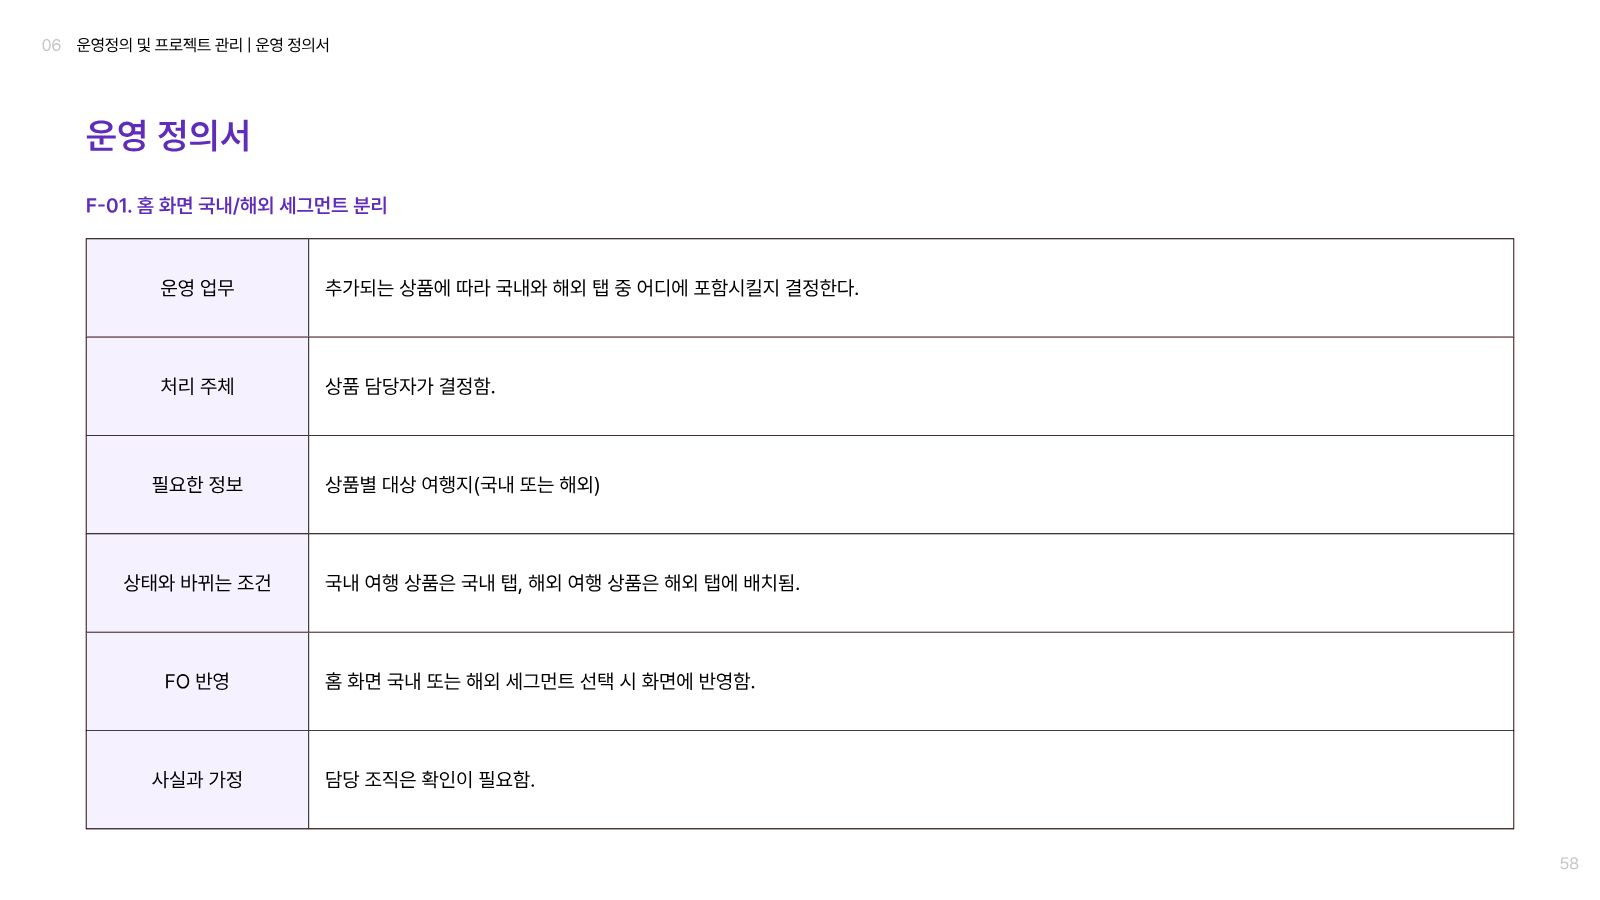 06 운영정의 및 프로젝트 관리 | 운영 정의서
운영 정의서
F-01. 홈 화면 국내/해외 세그먼트 분리
운영 업무 추가되는 상품에 따라 국내와 해외 탭 중 어디에 포함시킬지 결정한다.
처리 주체 상품 담당자가 결정함.
필요한 정보 상품별 대상 여행지(국내 또는 해외)
상태와 바뀌는 조건 국내 여행 상품은 국내 탭, 해외 여행 상품은 해외 탭에 배치됨.
FO 반영 홈 화면 국내 또는 해외 세그먼트 선택 시 화면에 반영함.
사실과 가정 담당 조직은 확인이 필요함.
58